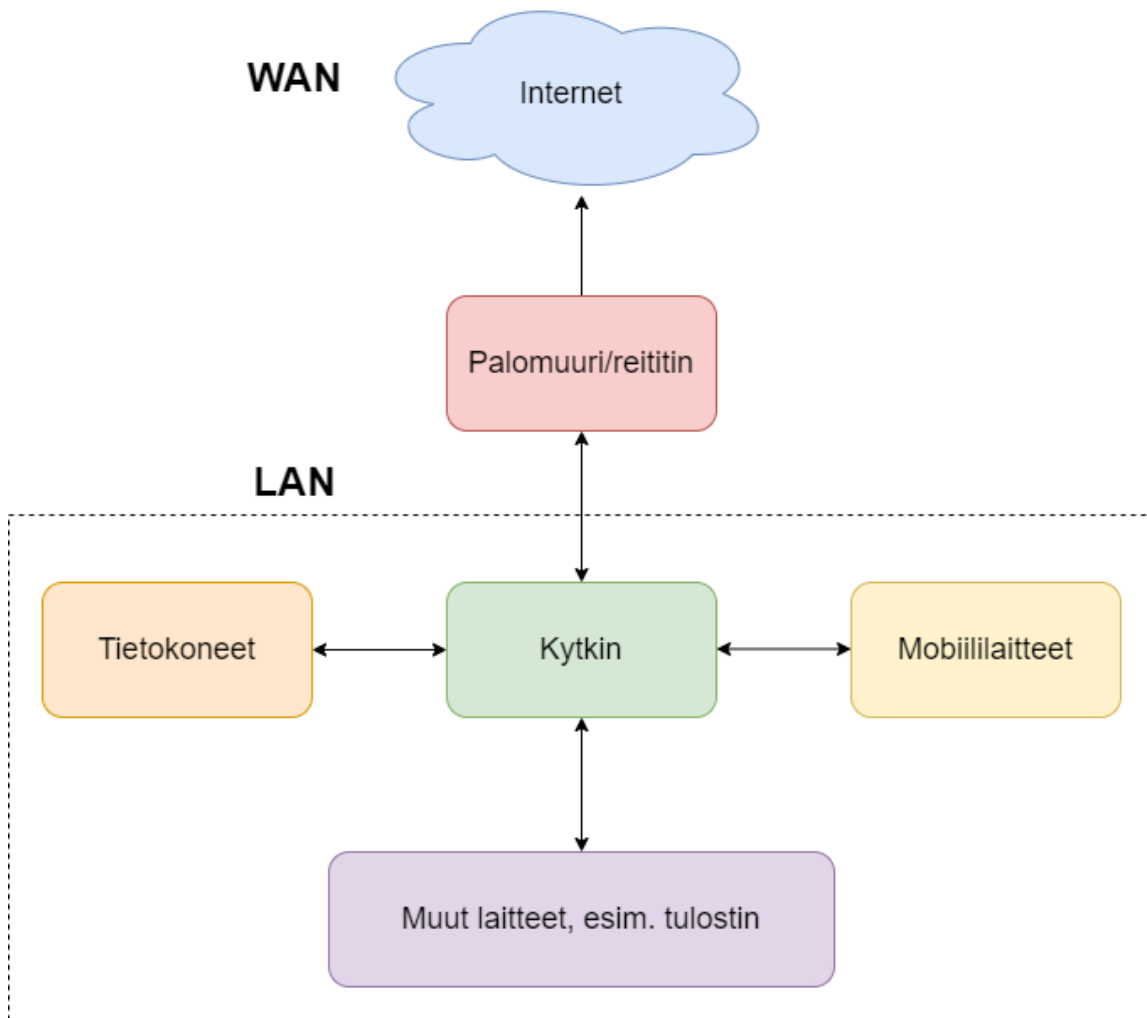 WAN
Internet
Palomuuri/reititin
LAN
Tietokoneet
Kytkin
Mobiililaitteet
Muut laitteet, esim. tulostin